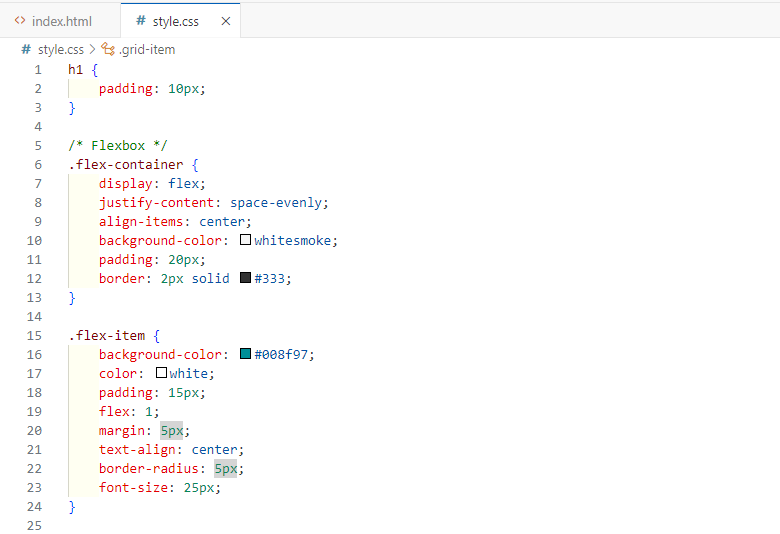 <> index.html # style.css ×
# style.css > .grid-item
1 h1 {
2     padding: 10px;
3 }
4
5 /* Flexbox */
6 .flex-container {
7     display: flex;
8     justify-content: space-evenly;
9     align-items: center;
10     background-color: whitesmoke;
11     padding: 20px;
12     border: 2px solid #333;
13 }
14
15 .flex-item {
16     background-color: #008f97;
17     color: white;
18     padding: 15px;
19     flex: 1;
20     margin: 5px;
21     text-align: center;
22     border-radius: 5px;
23     font-size: 25px;
24 }
25